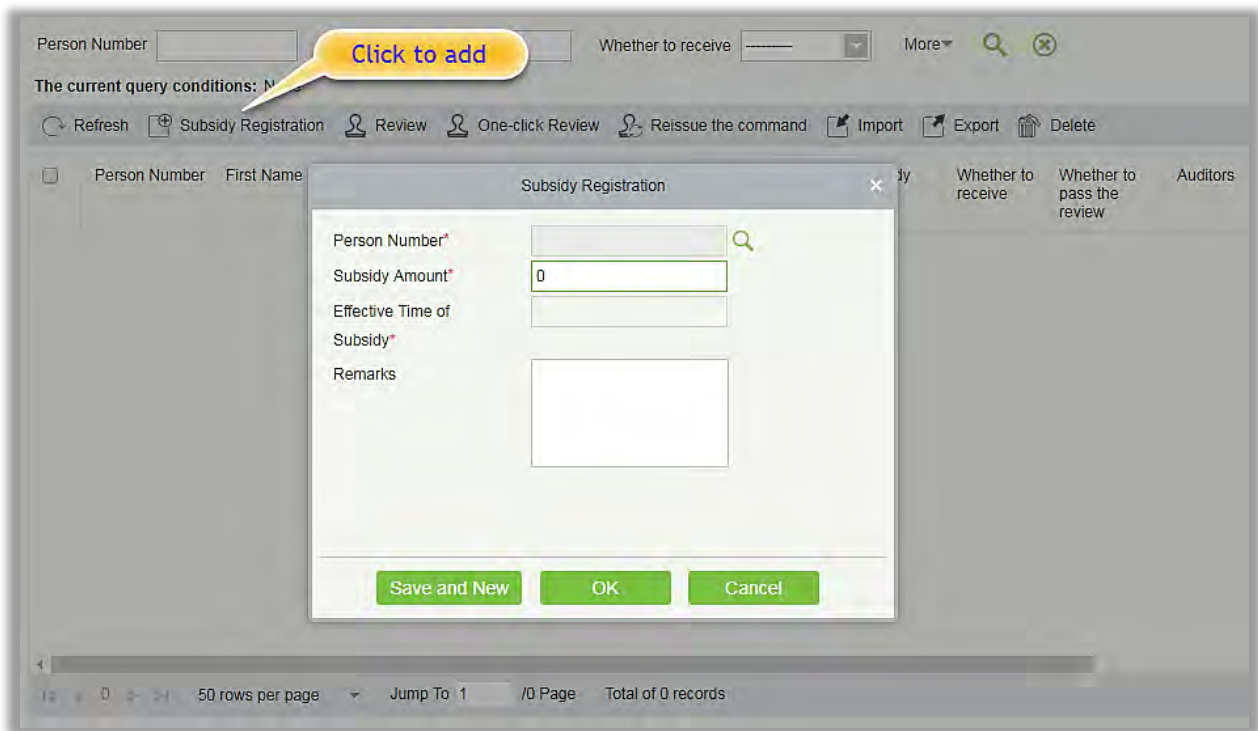 Person Number Whether to receive --------- More
Click to add
The current query conditions:
Refresh Subsidy Registration Review One-click Review Reissue the command Import Export Delete
Person Number First Name Whether to receive Whether to pass the review Auditors
Subsidy Registration
Person Number*
Subsidy Amount* 0
Effective Time of
Subsidy*
Remarks
Save and New OK Cancel
0 50 rows per page Jump To 1 /0 Page Total of 0 records